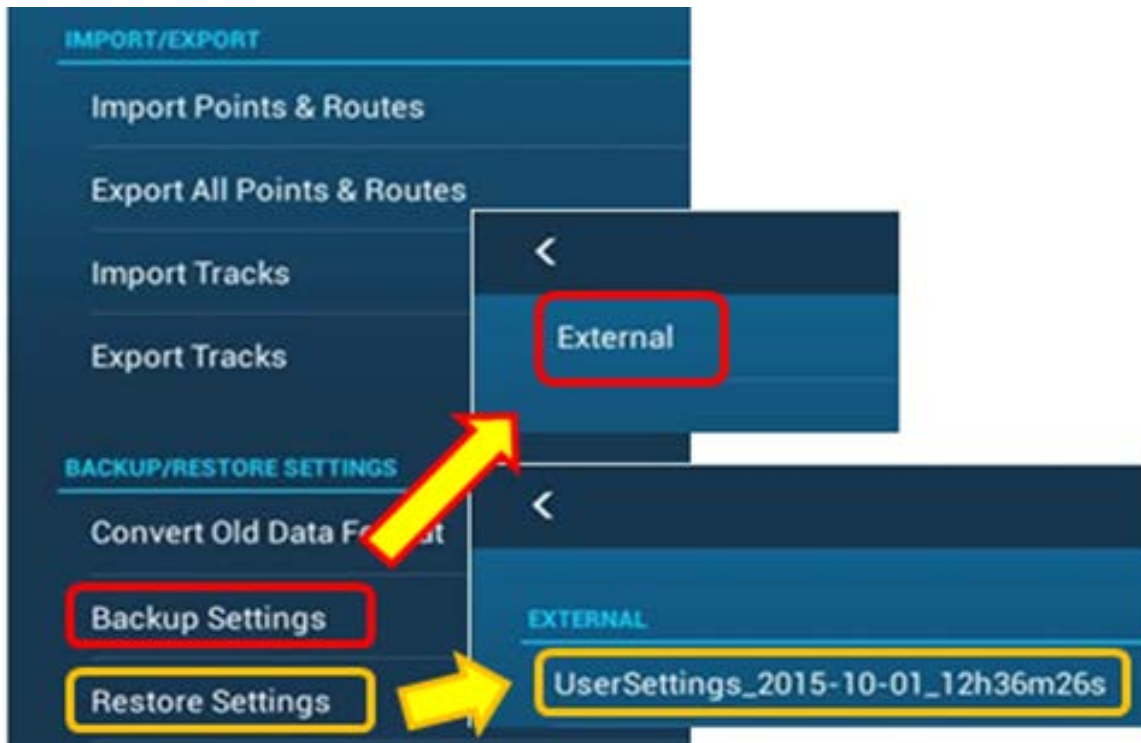 IMPORT/EXPORT
Import Points & Routes
Export All Points & Routes
Import Tracks
Export Tracks
BACKUP/RESTORE SETTINGS
Convert Old Data F at
Backup Settings
Restore Settings
<
External
<
EXTERNAL
UserSettings_2015-10-01_12h36m26s